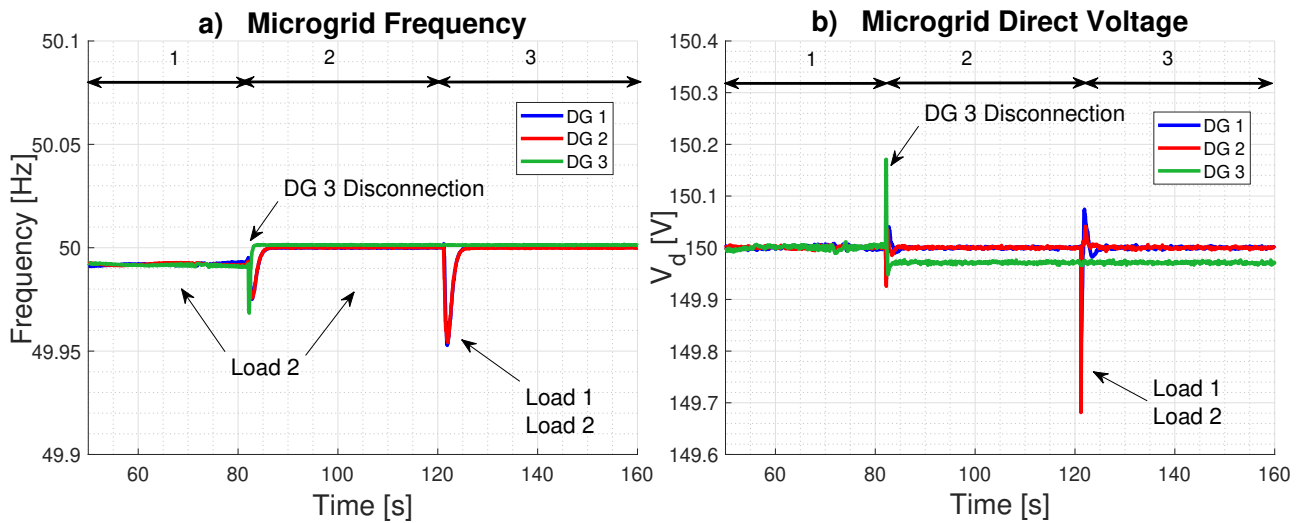 a) Microgrid Frequency
50.1
50.05
50
49.95
49.9
Frequency [Hz]
1
2
3
DG 1
DG 2
DG 3
DG 3 Disconnection
Load 2
Load 1
Load 2
60
80
100
120
140
160
Time [s]
b) Microgrid Direct Voltage
150.4
150.3
150.2
150.1
150
149.9
149.8
149.7
149.6
V_d [V]
1
2
3
DG 3 Disconnection
DG 1
DG 2
DG 3
Load 1
Load 2
60
80
100
120
140
160
Time [s]